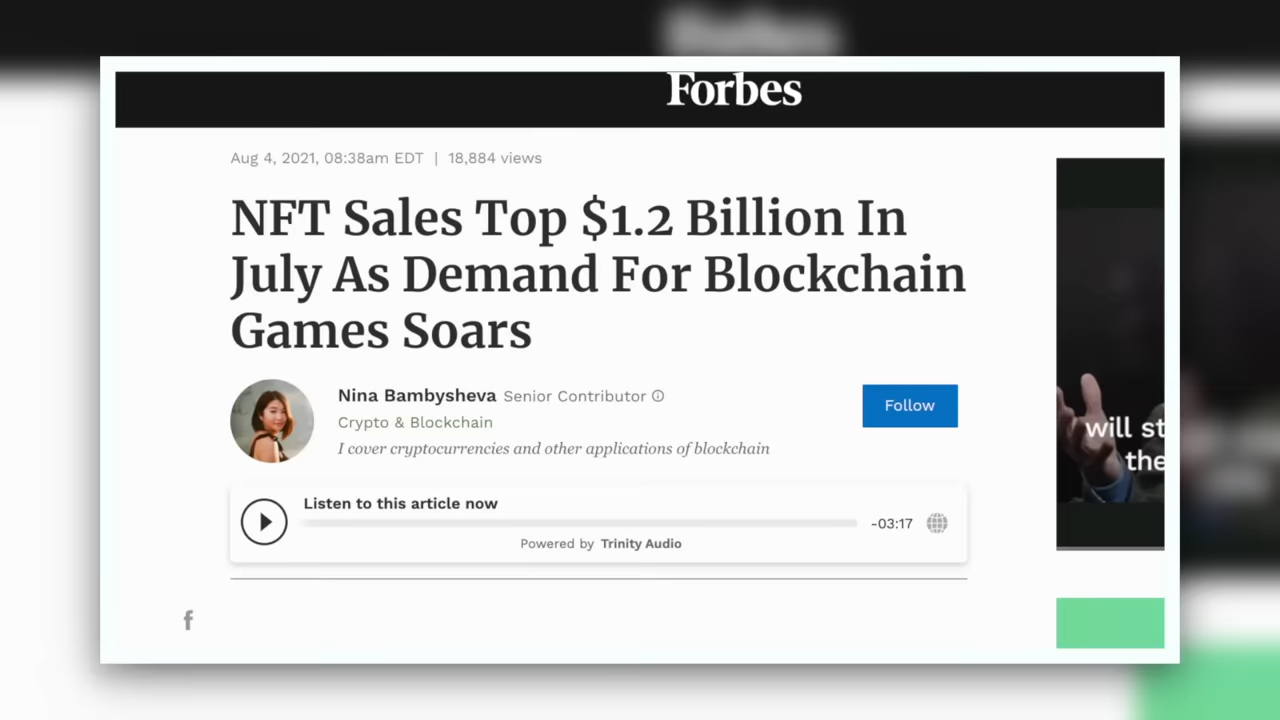 Forbes
Aug 4, 2021, 08:38am EDT | 18,884 views
NFT Sales Top $1.2 Billion In
July As Demand For Blockchain
Games Soars
Nina Bambysheva Senior Contributor
Crypto & Blockchain
I cover cryptocurrencies and other applications of blockchain
Follow
will st
the
Listen to this article now
-03:17
Powered by Trinity Audio
f